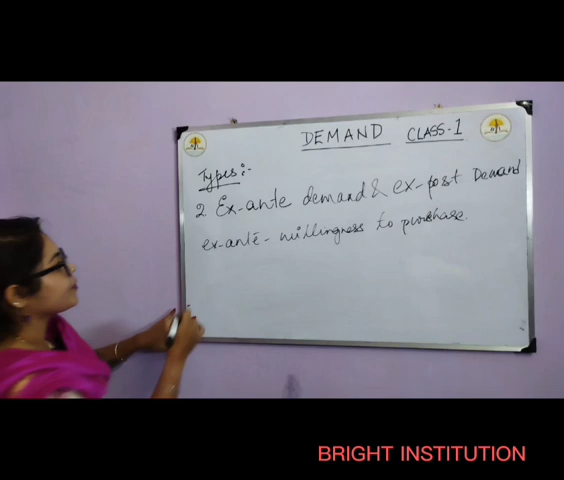 DEMAND CLASS-1
Types:-
2 Ex-ante demand & ex-post Demand
ex-ante - willingness to purchase.
BRIGHT INSTITUTION